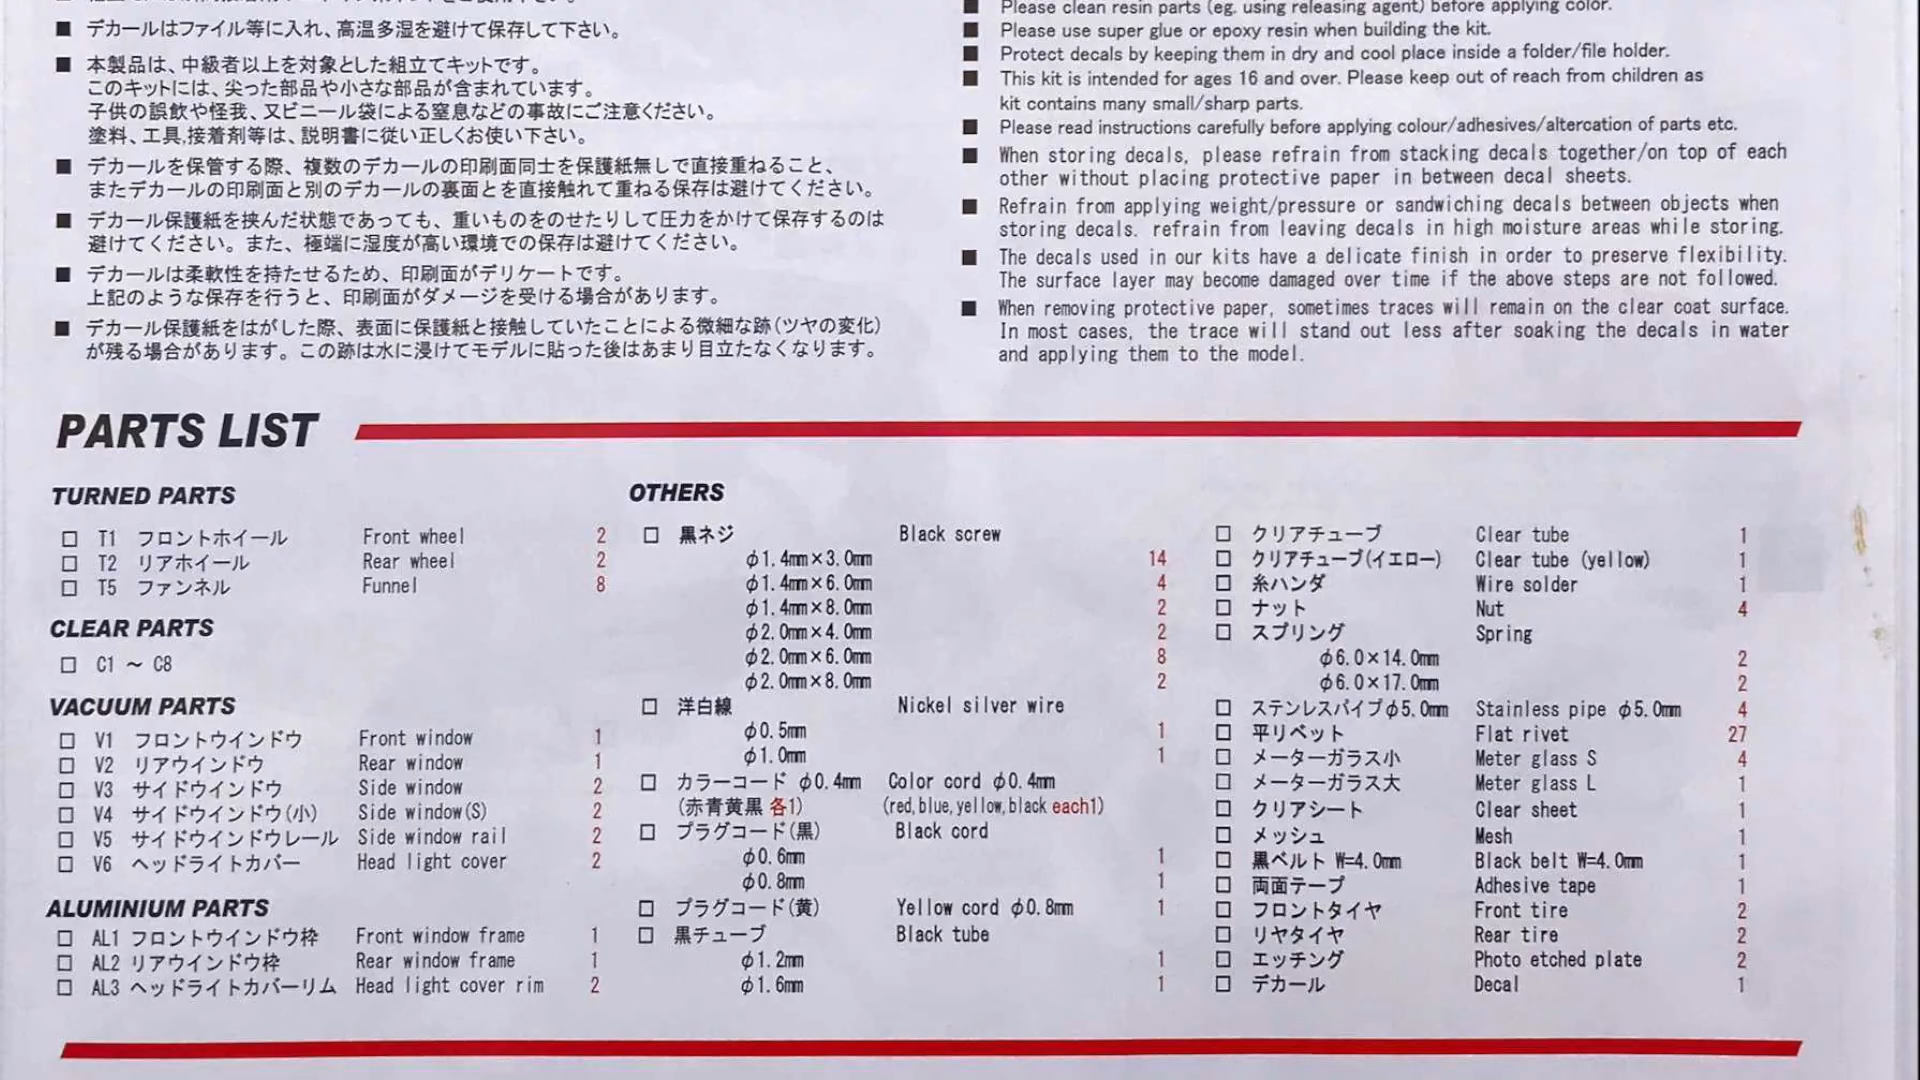 ■ デカールはファイル等に入れ、高温多湿を避けて保存して下さい。
■ 本製品は、中級者以上を対象とした組立てキットです。
このキットには、尖った部品や小さな部品が含まれています。
子供の誤飲や怪我、又ビニール袋による窒息などの事故にご注意ください。
塗料、工具,接着剤等は、説明書に従い正しくお使い下さい。
■ デカールを保管する際、複数のデカールの印刷面同士を保護紙無しで直接重ねること、
またデカールの印刷面と別のデカールの裏面とを直接触れて重ねる保存は避けてください。
■ デカール保護紙を挟んだ状態であっても、重いものをのせたりして圧力をかけて保存するのは
避けてください。また、極端に湿度が高い環境での保存は避けてください。
■ デカールは柔軟性を持たせるため、印刷面がデリケートです。
上記のような保存を行うと、印刷面がダメージを受ける場合があります。
■ デカール保護紙をはがした際、表面に保護紙と接触していたことによる微細な跡(ツヤの変化)
が残る場合があります。この跡は水に浸けてモデルに貼った後はあまり目立たなくなります。
■ Please clean resin parts (eg. using releasing agent) before applying color.
■ Please use super glue or epoxy resin when building the kit.
■ Protect decals by keeping them in dry and cool place inside a folder/file holder.
■ This kit is intended for ages 16 and over. Please keep out of reach from children as
kit contains many small/sharp parts.
■ Please read instructions carefully before applying colour/adhesives/altercation of parts etc.
■ When storing decals, please refrain from stacking decals together/on top of each
other without placing protective paper in between decal sheets.
■ Refrain from applying weight/pressure or sandwiching decals between objects when
storing decals. refrain from leaving decals in high moisture areas while storing.
■ The decals used in our kits have a delicate finish in order to preserve flexibility.
The surface layer may become damaged over time if the above steps are not followed.
■ When removing protective paper, sometimes traces will remain on the clear coat surface.
In most cases, the trace will stand out less after soaking the decals in water
and applying them to the model.
PARTS LIST
TURNED PARTS
□ T1 フロントホイール Front wheel 2
□ T2 リアホイール Rear wheel 2
□ T5 ファンネル Funnel 8
CLEAR PARTS
□ C1 ～ C8
VACUUM PARTS
□ V1 フロントウインドウ Front window 1
□ V2 リアウインドウ Rear window 1
□ V3 サイドウインドウ Side window 2
□ V4 サイドウインドウ(小) Side window(S) 2
□ V5 サイドウインドウレール Side window rail 2
□ V6 ヘッドライトカバー Head light cover 2
ALUMINIUM PARTS
□ AL1 フロントウインドウ枠 Front window frame 1
□ AL2 リアウインドウ枠 Rear window frame 1
□ AL3 ヘッドライトカバーリム Head light cover rim 2
OTHERS
□ 黒ネジ Black screw
φ1.4mm×3.0mm 14
φ1.4mm×6.0mm 4
φ1.4mm×8.0mm 2
φ2.0mm×4.0mm 2
φ2.0mm×6.0mm 8
φ2.0mm×8.0mm 2
□ 洋白線 Nickel silver wire
φ0.5mm 1
φ1.0mm 1
□ カラーコード φ0.4mm Color cord φ0.4mm
(赤青黄黒 各1) (red,blue,yellow,black each1)
□ プラグコード(黒) Black cord
φ0.6mm 1
φ0.8mm 1
□ プラグコード(黄) Yellow cord φ0.8mm 1
□ 黒チューブ Black tube
φ1.2mm 1
φ1.6mm 1
□ クリアチューブ Clear tube 1
□ クリアチューブ(イエロー) Clear tube (yellow) 1
□ 糸ハンダ Wire solder 1
□ ナット Nut 4
□ スプリング Spring
φ6.0×14.0mm 2
φ6.0×17.0mm 2
□ ステンレスパイプφ5.0mm Stainless pipe φ5.0mm 4
□ 平リベット Flat rivet 27
□ メーターガラス小 Meter glass S 4
□ メーターガラス大 Meter glass L 1
□ クリアシート Clear sheet 1
□ メッシュ Mesh 1
□ 黒ベルト W=4.0mm Black belt W=4.0mm 1
□ 両面テープ Adhesive tape 1
□ フロントタイヤ Front tire 2
□ リヤタイヤ Rear tire 2
□ エッチング Photo etched plate 2
□ デカール Decal 1